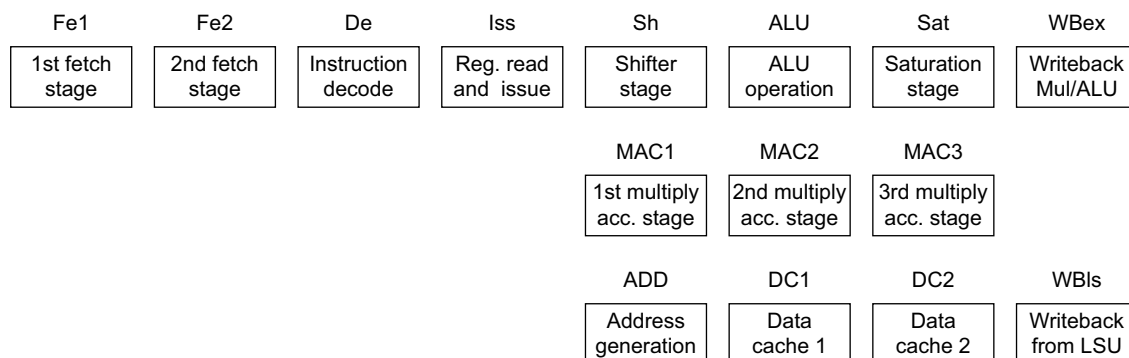 Fe1 Fe2 De Iss Sh ALU Sat WBex
1st fetch 2nd fetch Instruction Reg. read Shifter ALU Saturation Writeback
stage stage decode and issue stage operation stage Mul/ALU
MAC1 MAC2 MAC3
1st multiply 2nd multiply 3rd multiply
acc. stage acc. stage acc. stage
ADD DC1 DC2 WBls
Address Data Data Writeback
generation cache 1 cache 2 from LSU